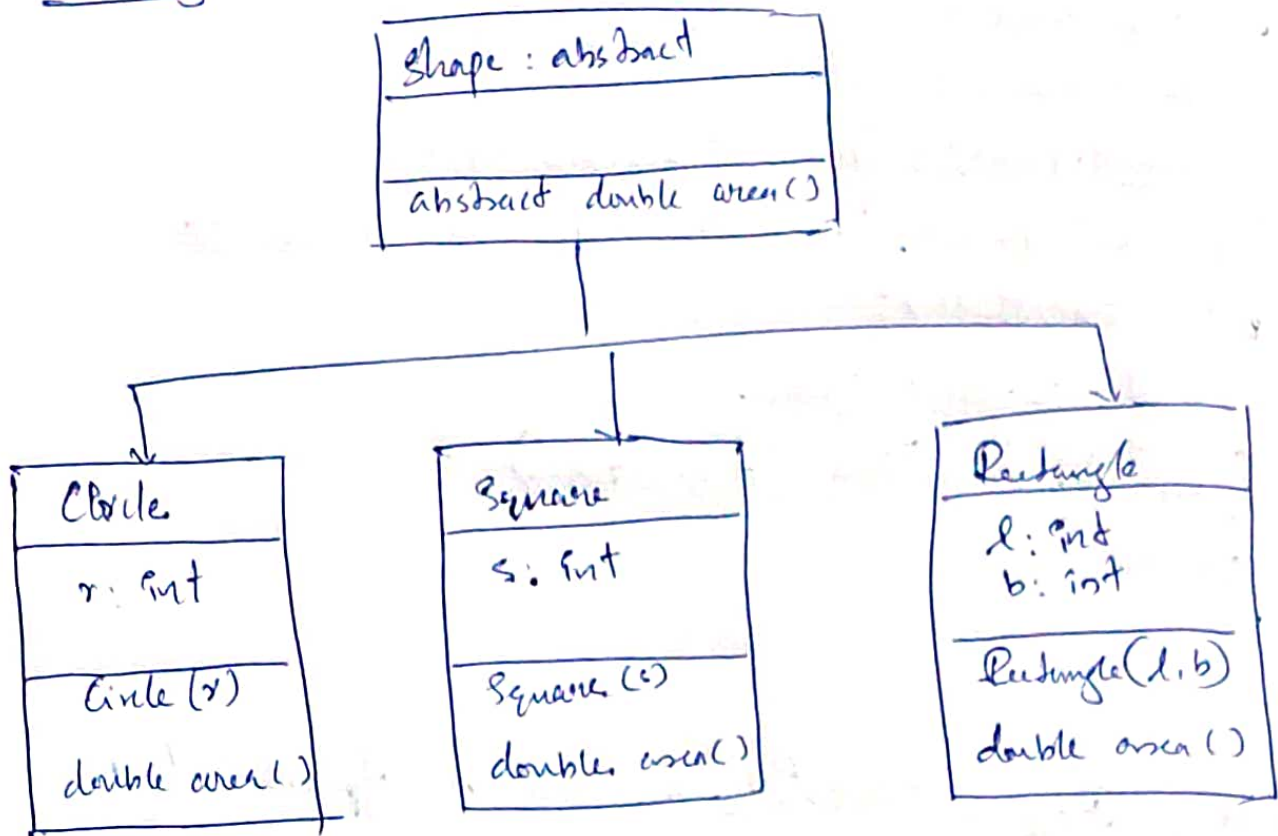 Shape : abstract
abstract double area()
Circle
r: int
Circle (r)
double area()
Square
s: int
Square (s)
double area()
Rectangle
l: int
b: int
Rectangle(l, b)
double area()